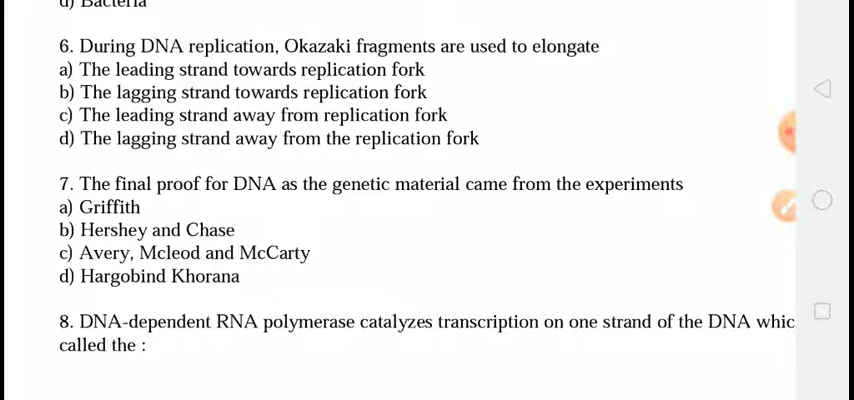 d) Bacteria
6. During DNA replication, Okazaki fragments are used to elongate
a) The leading strand towards replication fork
b) The lagging strand towards replication fork
c) The leading strand away from replication fork
d) The lagging strand away from the replication fork
7. The final proof for DNA as the genetic material came from the experiments
a) Griffith
b) Hershey and Chase
c) Avery, Mcleod and McCarty
d) Hargobind Khorana
8. DNA-dependent RNA polymerase catalyzes transcription on one strand of the DNA whic
called the :